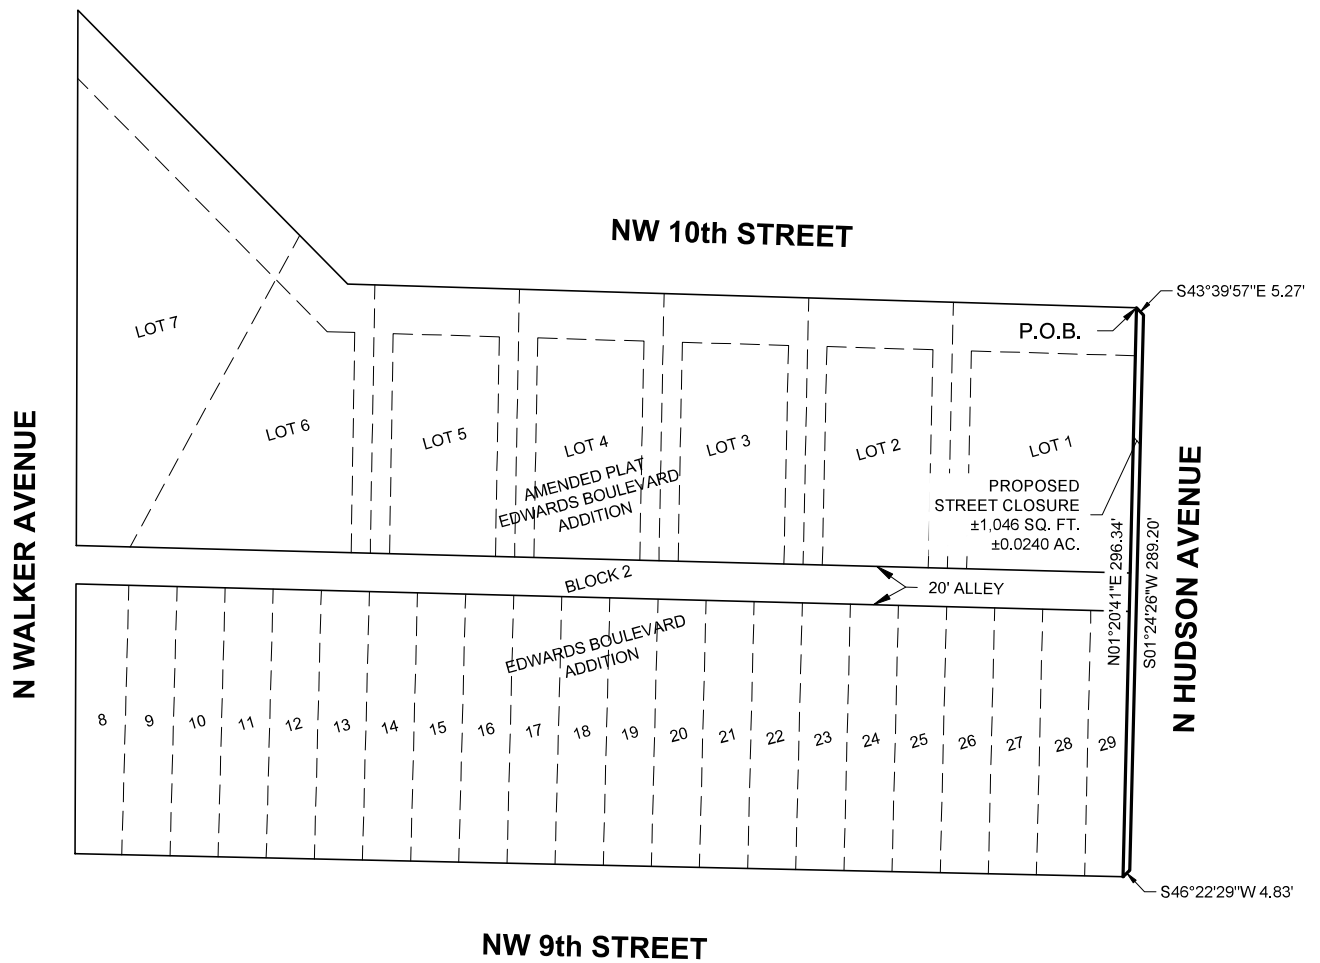 NW 10th STREET
S43°39'57"E 5.27'
P.O.B.
LOT 7
LOT 6
LOT 5
LOT 4
LOT 3
LOT 2
LOT 1
AMENDED PLAT
EDWARDS BOULEVARD
ADDITION
PROPOSED
STREET CLOSURE
±1,046 SQ. FT.
±0.0240 AC.
N WALKER AVENUE
N01°20'41"E 296.34'
S01°24'26"W 289.20'
N HUDSON AVENUE
BLOCK 2
20' ALLEY
EDWARDS BOULEVARD
ADDITION
8
9
10
11
12
13
14
15
16
17
18
19
20
21
22
23
24
25
26
27
28
29
S46°22'29"W 4.83'
NW 9th STREET